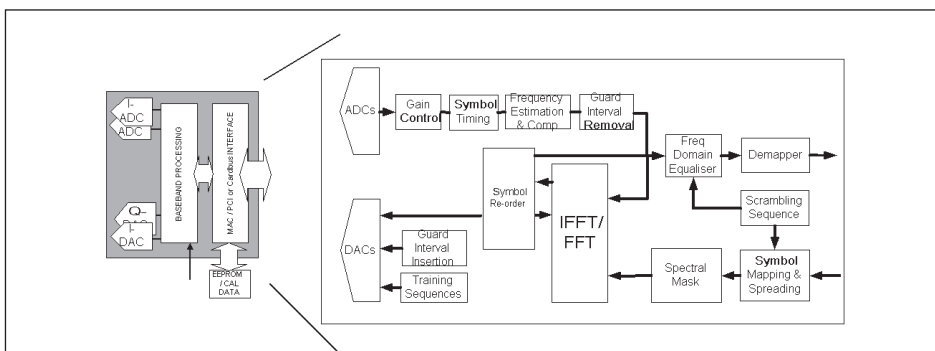 I-
ADC
ADC
BASEBAND PROCESSING
MAC / PCI or Cardbus INTERFACE
Q-
DAC
I-
DAC
EEPROM
/ CAL
DATA
ADCs
Gain
Control
Symbol
Timing
Frequency
Estimation
& Comp
Guard
Interval
Removal
Freq
Domain
Equaliser
Demapper
Symbol
Re-order
IFFT/
FFT
Scrambling
Sequence
DACs
Guard
Interval
Insertion
Training
Sequences
Spectral
Mask
Symbol
Mapping &
Spreading